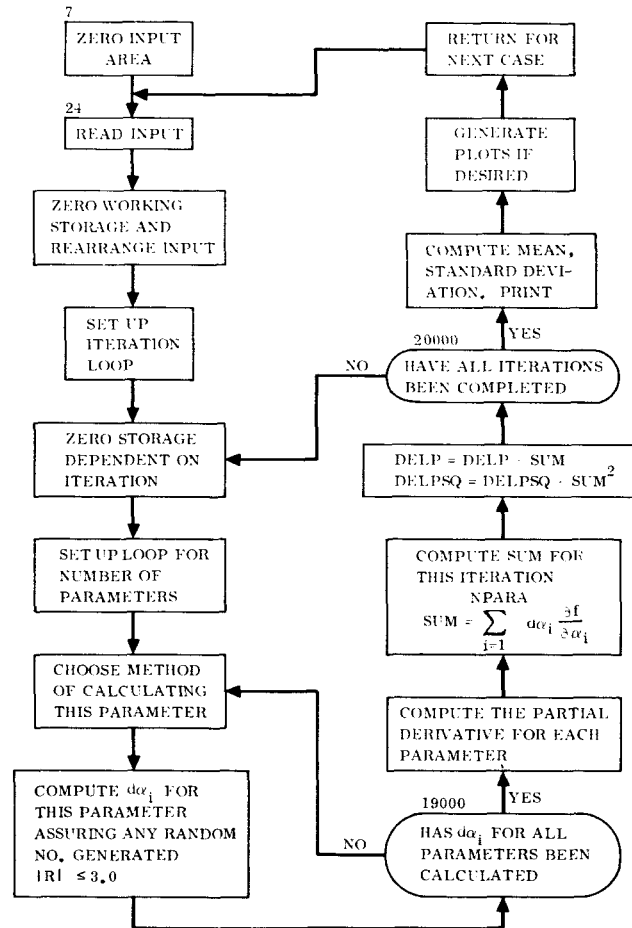 7
ZERO INPUT
AREA
24
READ INPUT
ZERO WORKING
STORAGE AND
REARRANGE INPUT
SET UP
ITERATION
LOOP
ZERO STORAGE
DEPENDENT ON
ITERATION
SET UP LOOP FOR
NUMBER OF
PARAMETERS
CHOOSE METHOD
OF CALCULATING
THIS PARAMETER
COMPUTE dα_i FOR
THIS PARAMETER
ASSURING ANY RANDOM
NO. GENERATED
|R| ≤ 3.0
19000
HAS dα_i FOR ALL
PARAMETERS BEEN
CALCULATED
NO
YES
COMPUTE THE PARTIAL
DERIVATIVE FOR EACH
PARAMETER
COMPUTE SUM FOR
THIS ITERATION
NPARA
SUM = ∑ dα_i ∂f/∂α_i
i=1
DELP = DELP · SUM
DELPSQ = DELPSQ · SUM²
20000
HAVE ALL ITERATIONS
BEEN COMPLETED
NO
YES
COMPUTE MEAN,
STANDARD DEVI-
ATION. PRINT
GENERATE
PLOTS IF
DESIRED
RETURN FOR
NEXT CASE